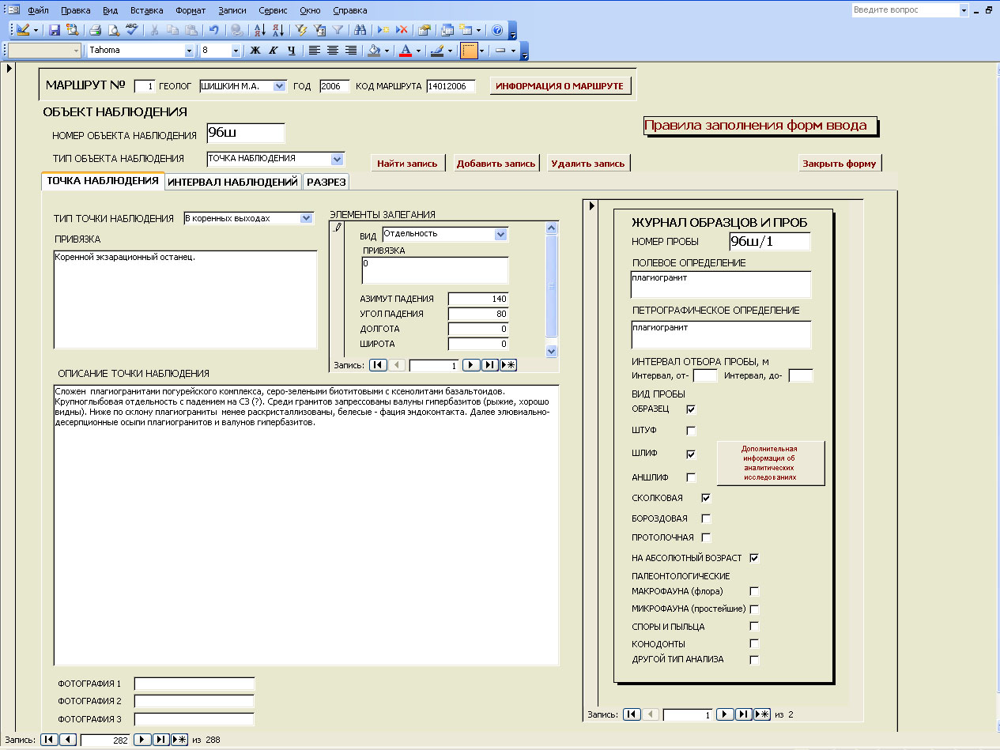 Файл Правка Вид Вставка Формат Записи Сервис Окно Справка Введите вопрос
Tahoma 8 Ж К Ч
МАРШРУТ № 1 ГЕОЛОГ ШИШКИН М.А. ГОД 2006 КОД МАРШРУТА 14012006 ИНФОРМАЦИЯ О МАРШРУТЕ
ОБЪЕКТ НАБЛЮДЕНИЯ
Правила заполнения форм ввода
НОМЕР ОБЪЕКТА НАБЛЮДЕНИЯ 96ш
ТИП ОБЪЕКТА НАБЛЮДЕНИЯ ТОЧКА НАБЛЮДЕНИЯ
Найти запись Добавить запись Удалить запись Закрыть форму
ТОЧКА НАБЛЮДЕНИЯ ИНТЕРВАЛ НАБЛЮДЕНИЙ РАЗРЕЗ
ТИП ТОЧКИ НАБЛЮДЕНИЯ В коренных выходах
ПРИВЯЗКА
Коренной экзарационный останец.
ЭЛЕМЕНТЫ ЗАЛЕГАНИЯ
ВИД Отдельность
ПРИВЯЗКА
0
АЗИМУТ ПАДЕНИЯ 140
УГОЛ ПАДЕНИЯ 80
ДОЛГОТА 0
ШИРОТА 0
Запись: 1
ОПИСАНИЕ ТОЧКИ НАБЛЮДЕНИЯ
Сложен плагиогранитами погурейского комплекса, серо-зелеными биотитовыми с ксенолитами базальтоидов.
Крупноглыбовая отдельность с падением на СЗ (?). Среди гранитов запрессованы валуны гипербазитов (рыжие, хорошо
видны). Ниже по склону плагиограниты менее раскристаллизованы, белесые - фация эндоконтакта. Далее элювиально-
десерпционные осыпи плагиогранитов и валунов гипербазитов.
ФОТОГРАФИЯ 1
ФОТОГРАФИЯ 2
ФОТОГРАФИЯ 3
ЖУРНАЛ ОБРАЗЦОВ И ПРОБ
НОМЕР ПРОБЫ 96ш/1
ПОЛЕВОЕ ОПРЕДЕЛЕНИЕ
плагиогранит
ПЕТРОГРАФИЧЕСКОЕ ОПРЕДЕЛЕНИЕ
плагиогранит
ИНТЕРВАЛ ОТБОРА ПРОБЫ, м
Интервал, от- Интервал, до-
ВИД ПРОБЫ
ОБРАЗЕЦ
ШТУФ
ШЛИФ
АНШЛИФ
Дополнительная
информация об
аналитических
исследованиях
СКОЛКОВАЯ
БОРОЗДОВАЯ
ПРОТОЛОЧНАЯ
НА АБСОЛЮТНЫЙ ВОЗРАСТ
ПАЛЕОНТОЛОГИЧЕСКИЕ
МАКРОФАУНА (флора)
МИКРОФАУНА (простейшие)
СПОРЫ И ПЫЛЬЦА
КОНОДОНТЫ
ДРУГОЙ ТИП АНАЛИЗА
Запись: 1 из 2
Запись: 282 из 288